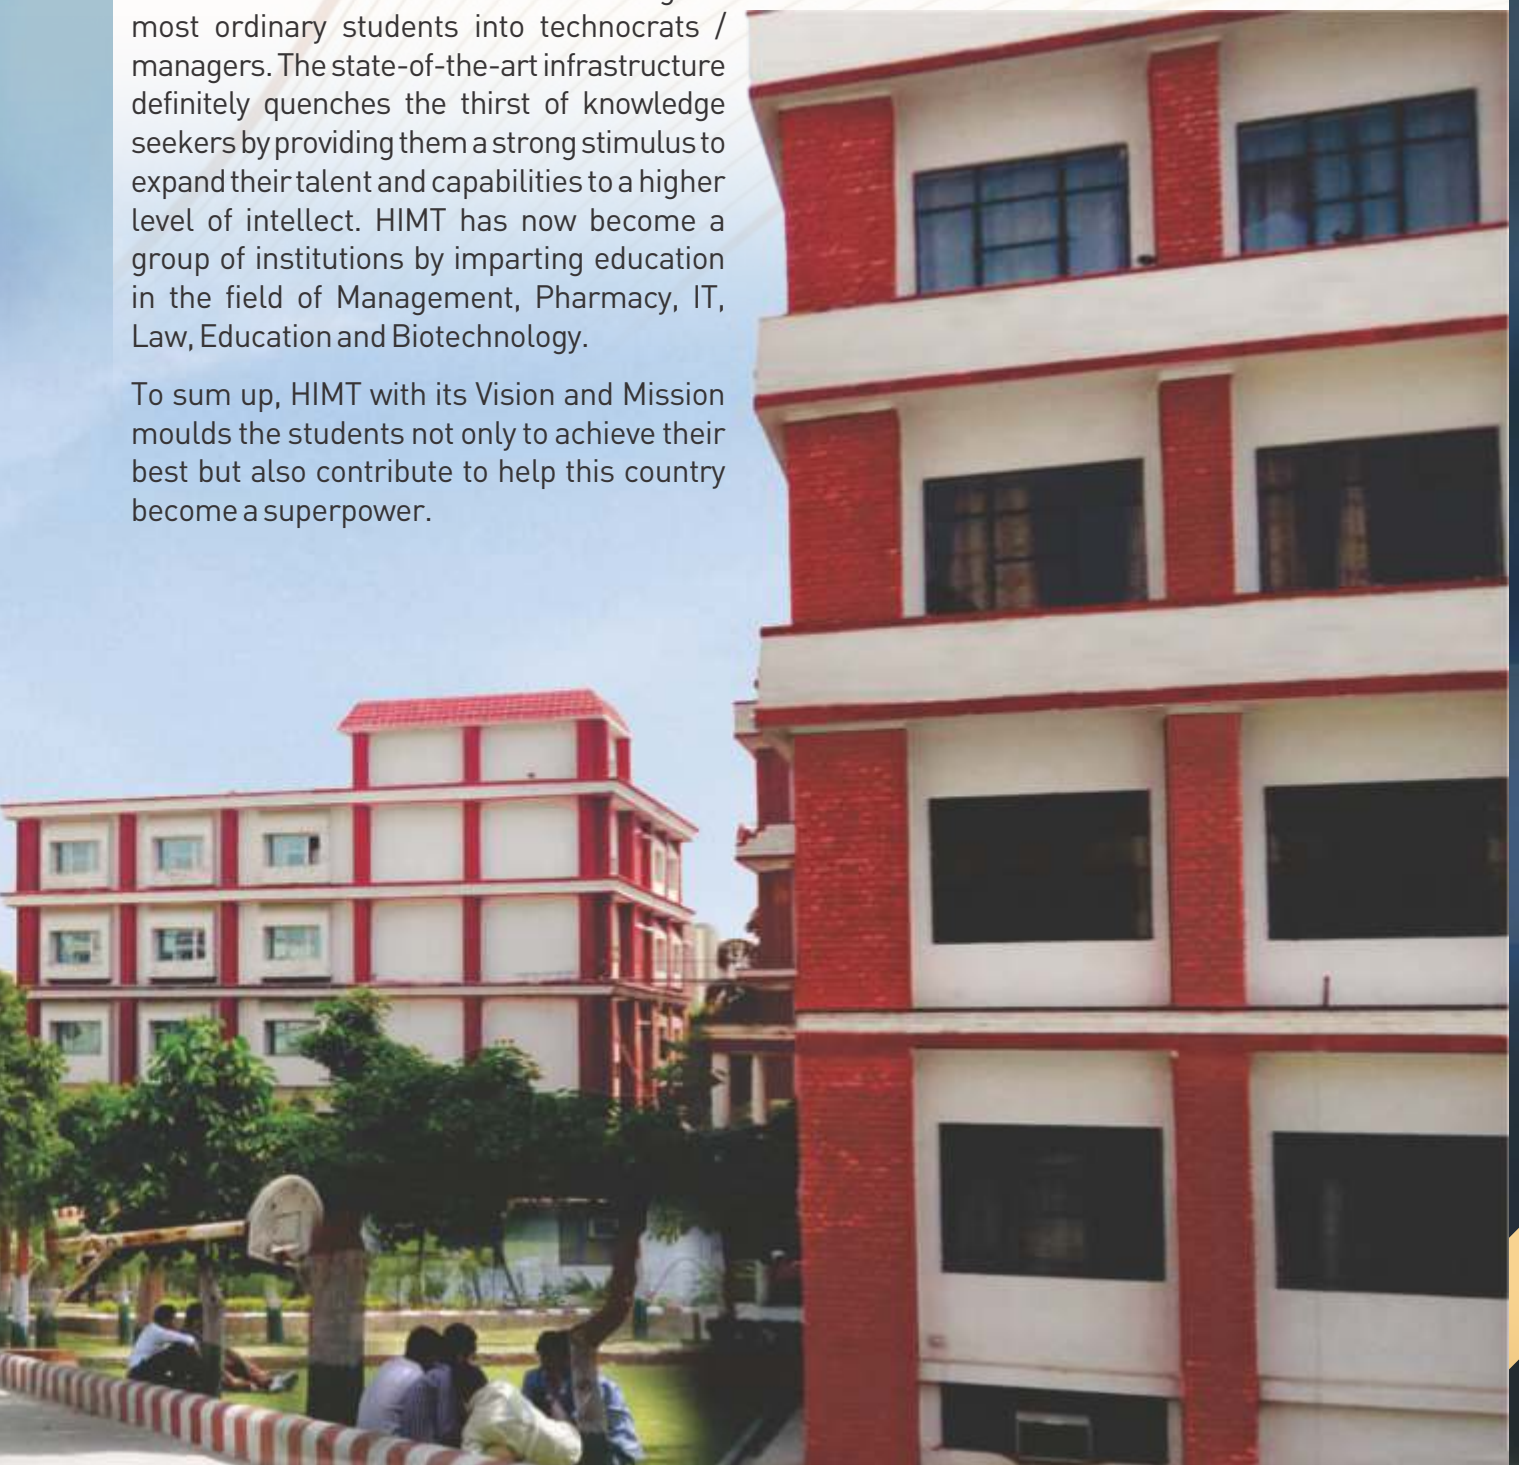 most ordinary students into technocrats /
managers. The state-of-the-art infrastructure
definitely quenches the thirst of knowledge
seekers by providing them a strong stimulus to
expand their talent and capabilities to a higher
level of intellect. HIMT has now become a
group of institutions by imparting education
in the field of Management, Pharmacy, IT,
Law, Education and Biotechnology.
To sum up, HIMT with its Vision and Mission
moulds the students not only to achieve their
best but also contribute to help this country
become a superpower.